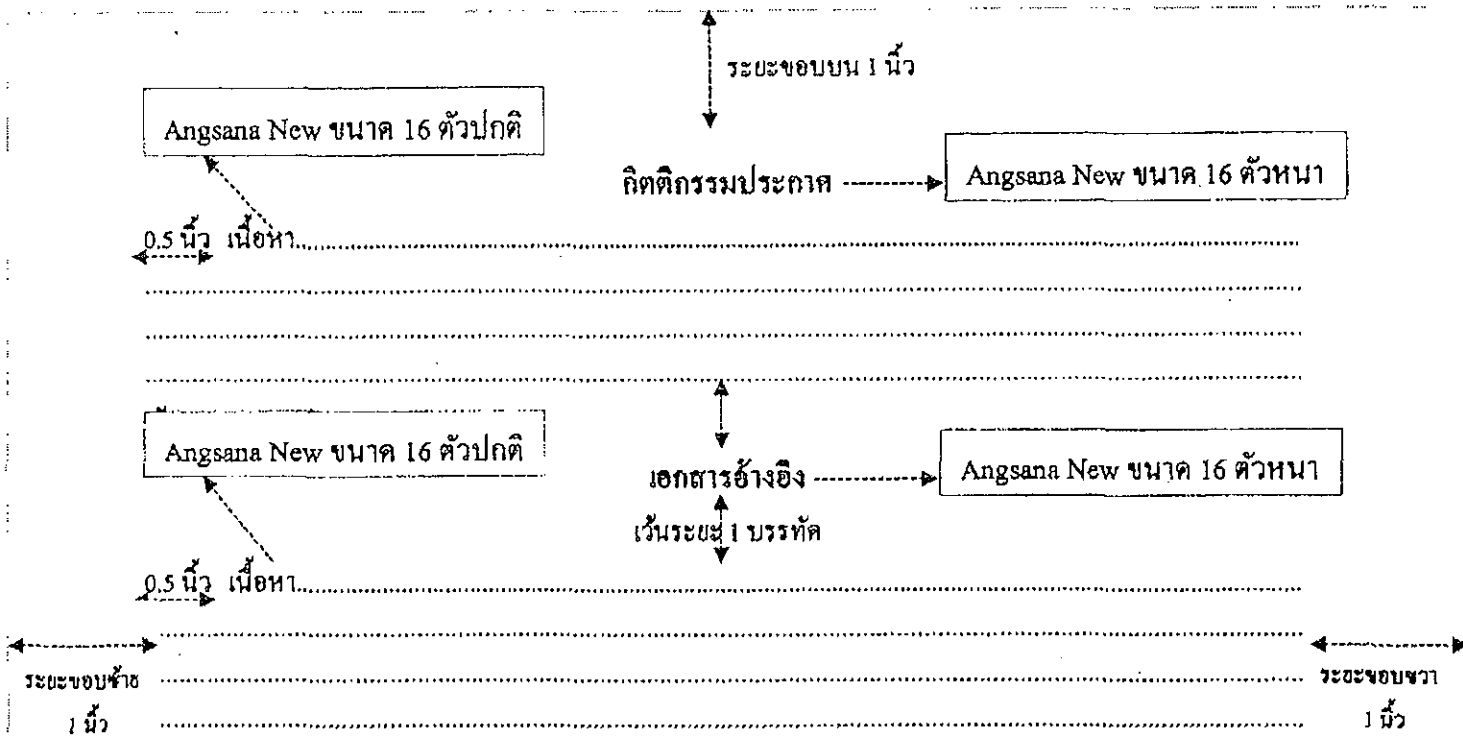 ระยะขอบบน 1 นิ้ว
Angsana New ขนาด 16 ตัวปกติ
กิตติกรรมประกาศ
Angsana New ขนาด 16 ตัวหนา
0.5 นิ้ว เนื้อหา
Angsana New ขนาด 16 ตัวปกติ
เอกสารอ้างอิง
Angsana New ขนาด 16 ตัวหนา
เว้นระยะ 1 บรรทัด
0.5 นิ้ว เนื้อหา
ระยะขอบซ้าย
1 นิ้ว
ระยะขอบขวา
1 นิ้ว